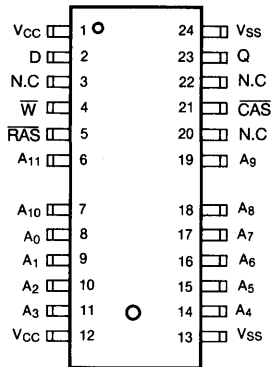 VCC 1 24 VSS
D 2 23 Q
N.C 3 22 N.C
W̅ 4 21 C̅A̅S̅
R̅A̅S̅ 5 20 N.C
A11 6 19 A9
A10 7 18 A8
A0 8 17 A7
A1 9 16 A6
A2 10 15 A5
A3 11 14 A4
VCC 12 13 VSS